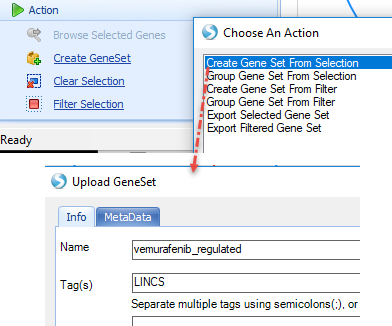 Action
Browse Selected Genes
Create GeneSet
Clear Selection
Filter Selection
Ready
Choose An Action
Create Gene Set From Selection
Group Gene Set From Selection
Create Gene Set From Filter
Group Gene Set From Filter
Export Selected Gene Set
Export Filtered Gene Set
Upload GeneSet
Info
MetaData
Name
vemurafenib_regulated
Tag(s)
LINCS
Separate multiple tags using semicolons(;), or